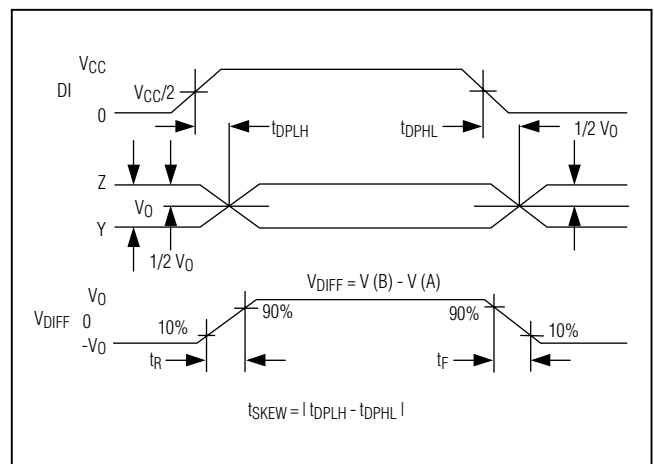 VCC
DI
VCC/2
0
tDPLH
tDPHL
1/2 VO
Z
VO
Y
1/2 VO
VDIFF = V (B) - V (A)
VO
VDIFF 0
-VO
10%
90%
90%
10%
tR
tF
tSKEW = | tDPLH - tDPHL |